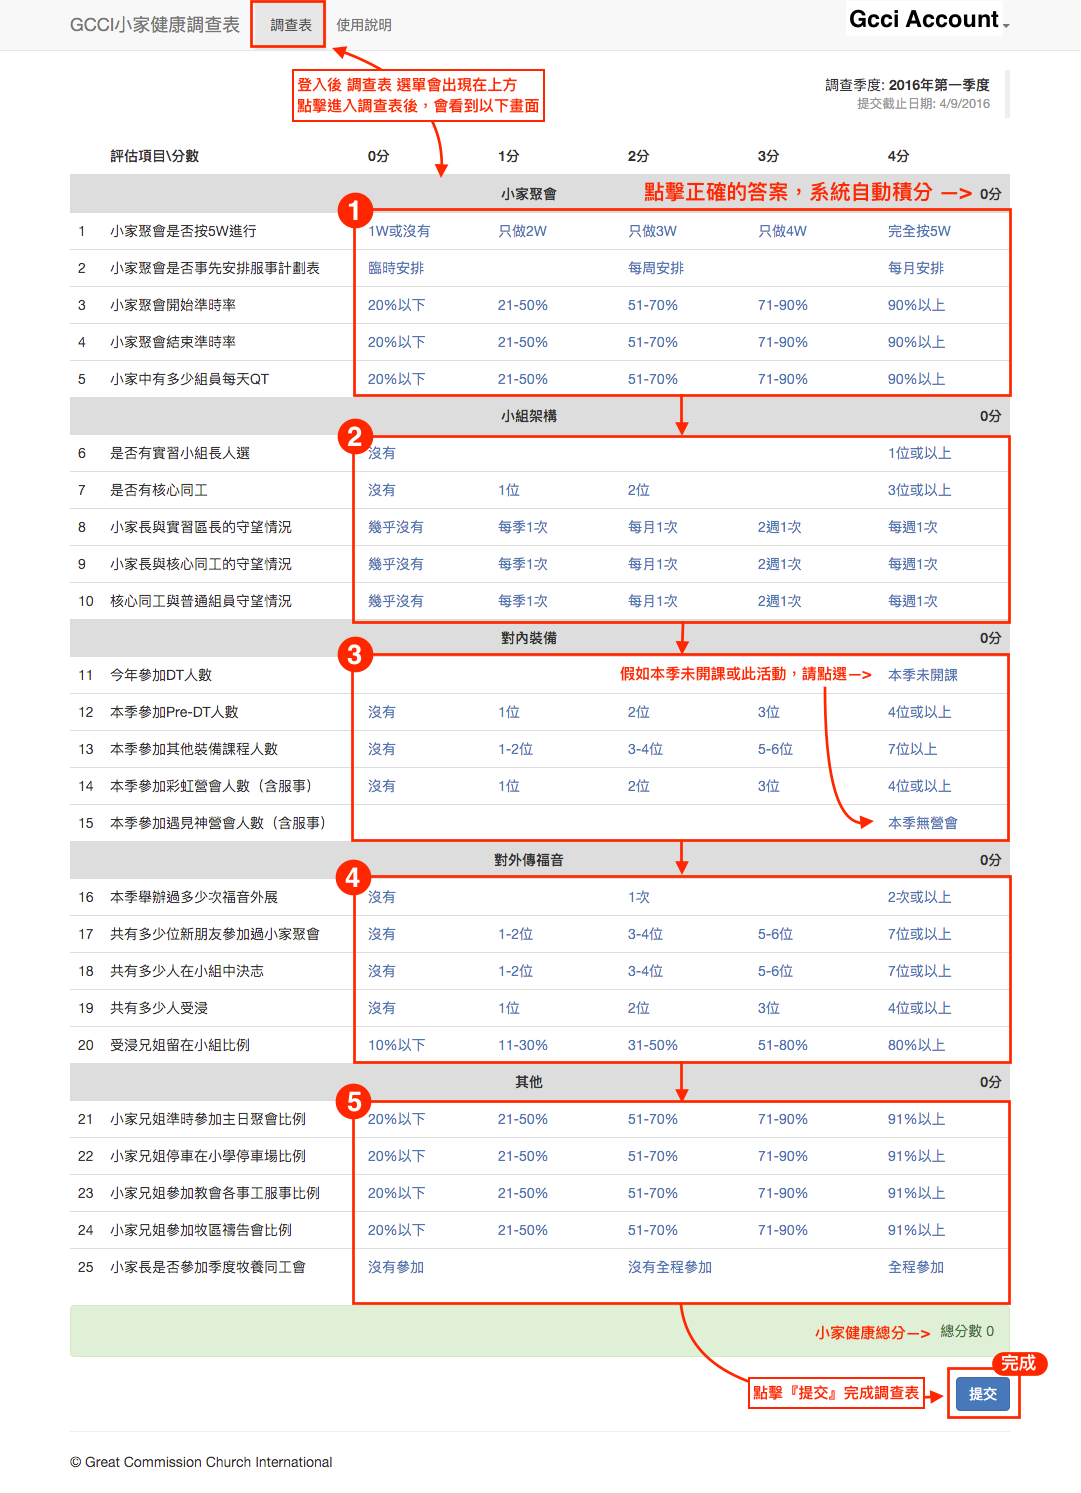 GCCI小家健康調查表 調查表 使用說明 Gcci Account
登入後 調查表 選單會出現在上方
點擊進入調查表後，會看到以下畫面
調查季度: 2016年第一季度
提交截止日期: 4/9/2016
評估項目\分數 0分 1分 2分 3分 4分
小家聚會 點擊正確的答案，系統自動積分 —> 0分
1
1 小家聚會是否按5W進行 1W或沒有 只做2W 只做3W 只做4W 完全按5W
2 小家聚會是否事先安排服事計劃表 臨時安排 每周安排 每月安排
3 小家聚會開始準時率 20%以下 21-50% 51-70% 71-90% 90%以上
4 小家聚會結束準時率 20%以下 21-50% 51-70% 71-90% 90%以上
5 小家中有多少組員每天QT 20%以下 21-50% 51-70% 71-90% 90%以上
小組架構 0分
2
6 是否有實習小組長人選 沒有 1位或以上
7 是否有核心同工 沒有 1位 2位 3位或以上
8 小家長與實習區長的守望情況 幾乎沒有 每季1次 每月1次 2週1次 每週1次
9 小家長與核心同工的守望情況 幾乎沒有 每季1次 每月1次 2週1次 每週1次
10 核心同工與普通組員守望情況 幾乎沒有 每季1次 每月1次 2週1次 每週1次
對內裝備 0分
3
11 今年參加DT人數 假如本季未開課或此活動，請點選—> 本季未開課
12 本季參加Pre-DT人數 沒有 1位 2位 3位 4位或以上
13 本季參加其他裝備課程人數 沒有 1-2位 3-4位 5-6位 7位以上
14 本季參加彩虹營會人數（含服事） 沒有 1位 2位 3位 4位或以上
15 本季參加遇見神營會人數（含服事） 本季無營會
對外傳福音 0分
4
16 本季舉辦過多少次福音外展 沒有 1次 2次或以上
17 共有多少位新朋友參加過小家聚會 沒有 1-2位 3-4位 5-6位 7位或以上
18 共有多少人在小組中決志 沒有 1-2位 3-4位 5-6位 7位或以上
19 共有多少人受浸 沒有 1位 2位 3位 4位或以上
20 受浸兄姐留在小組比例 10%以下 11-30% 31-50% 51-80% 80%以上
其他 0分
5
21 小家兄姐準時參加主日聚會比例 20%以下 21-50% 51-70% 71-90% 91%以上
22 小家兄姐停車在小學停車場比例 20%以下 21-50% 51-70% 71-90% 91%以上
23 小家兄姐參加教會各事工服事比例 20%以下 21-50% 51-70% 71-90% 91%以上
24 小家兄姐參加牧區禱告會比例 20%以下 21-50% 51-70% 71-90% 91%以上
25 小家長是否參加季度牧養同工會 沒有參加 沒有全程參加 全程參加
小家健康總分—> 總分數 0
完成
點擊『提交』完成調查表 提交
© Great Commission Church International